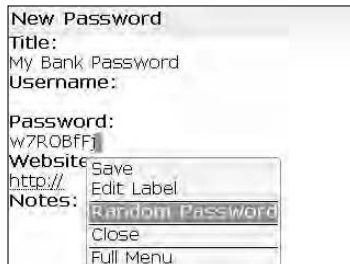 New Password
Title:
My Bank Password
Username:
Password:
w7ROBfFj
Website
http://
Notes:
Save
Edit Label
Random Password
Close
Full Menu